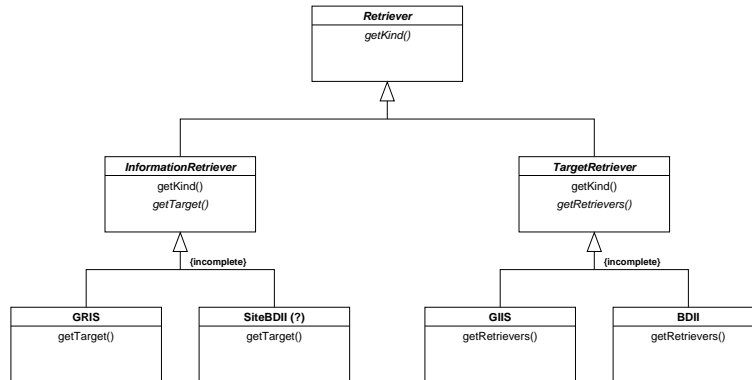 Retriever
getKind()
InformationRetriever
getKind()
getTarget()
TargetRetriever
getKind()
getRetrievers()
{incomplete}
{incomplete}
GRIS
getTarget()
SiteBDII (?)
getTarget()
GIIS
getRetrievers()
BDII
getRetrievers()